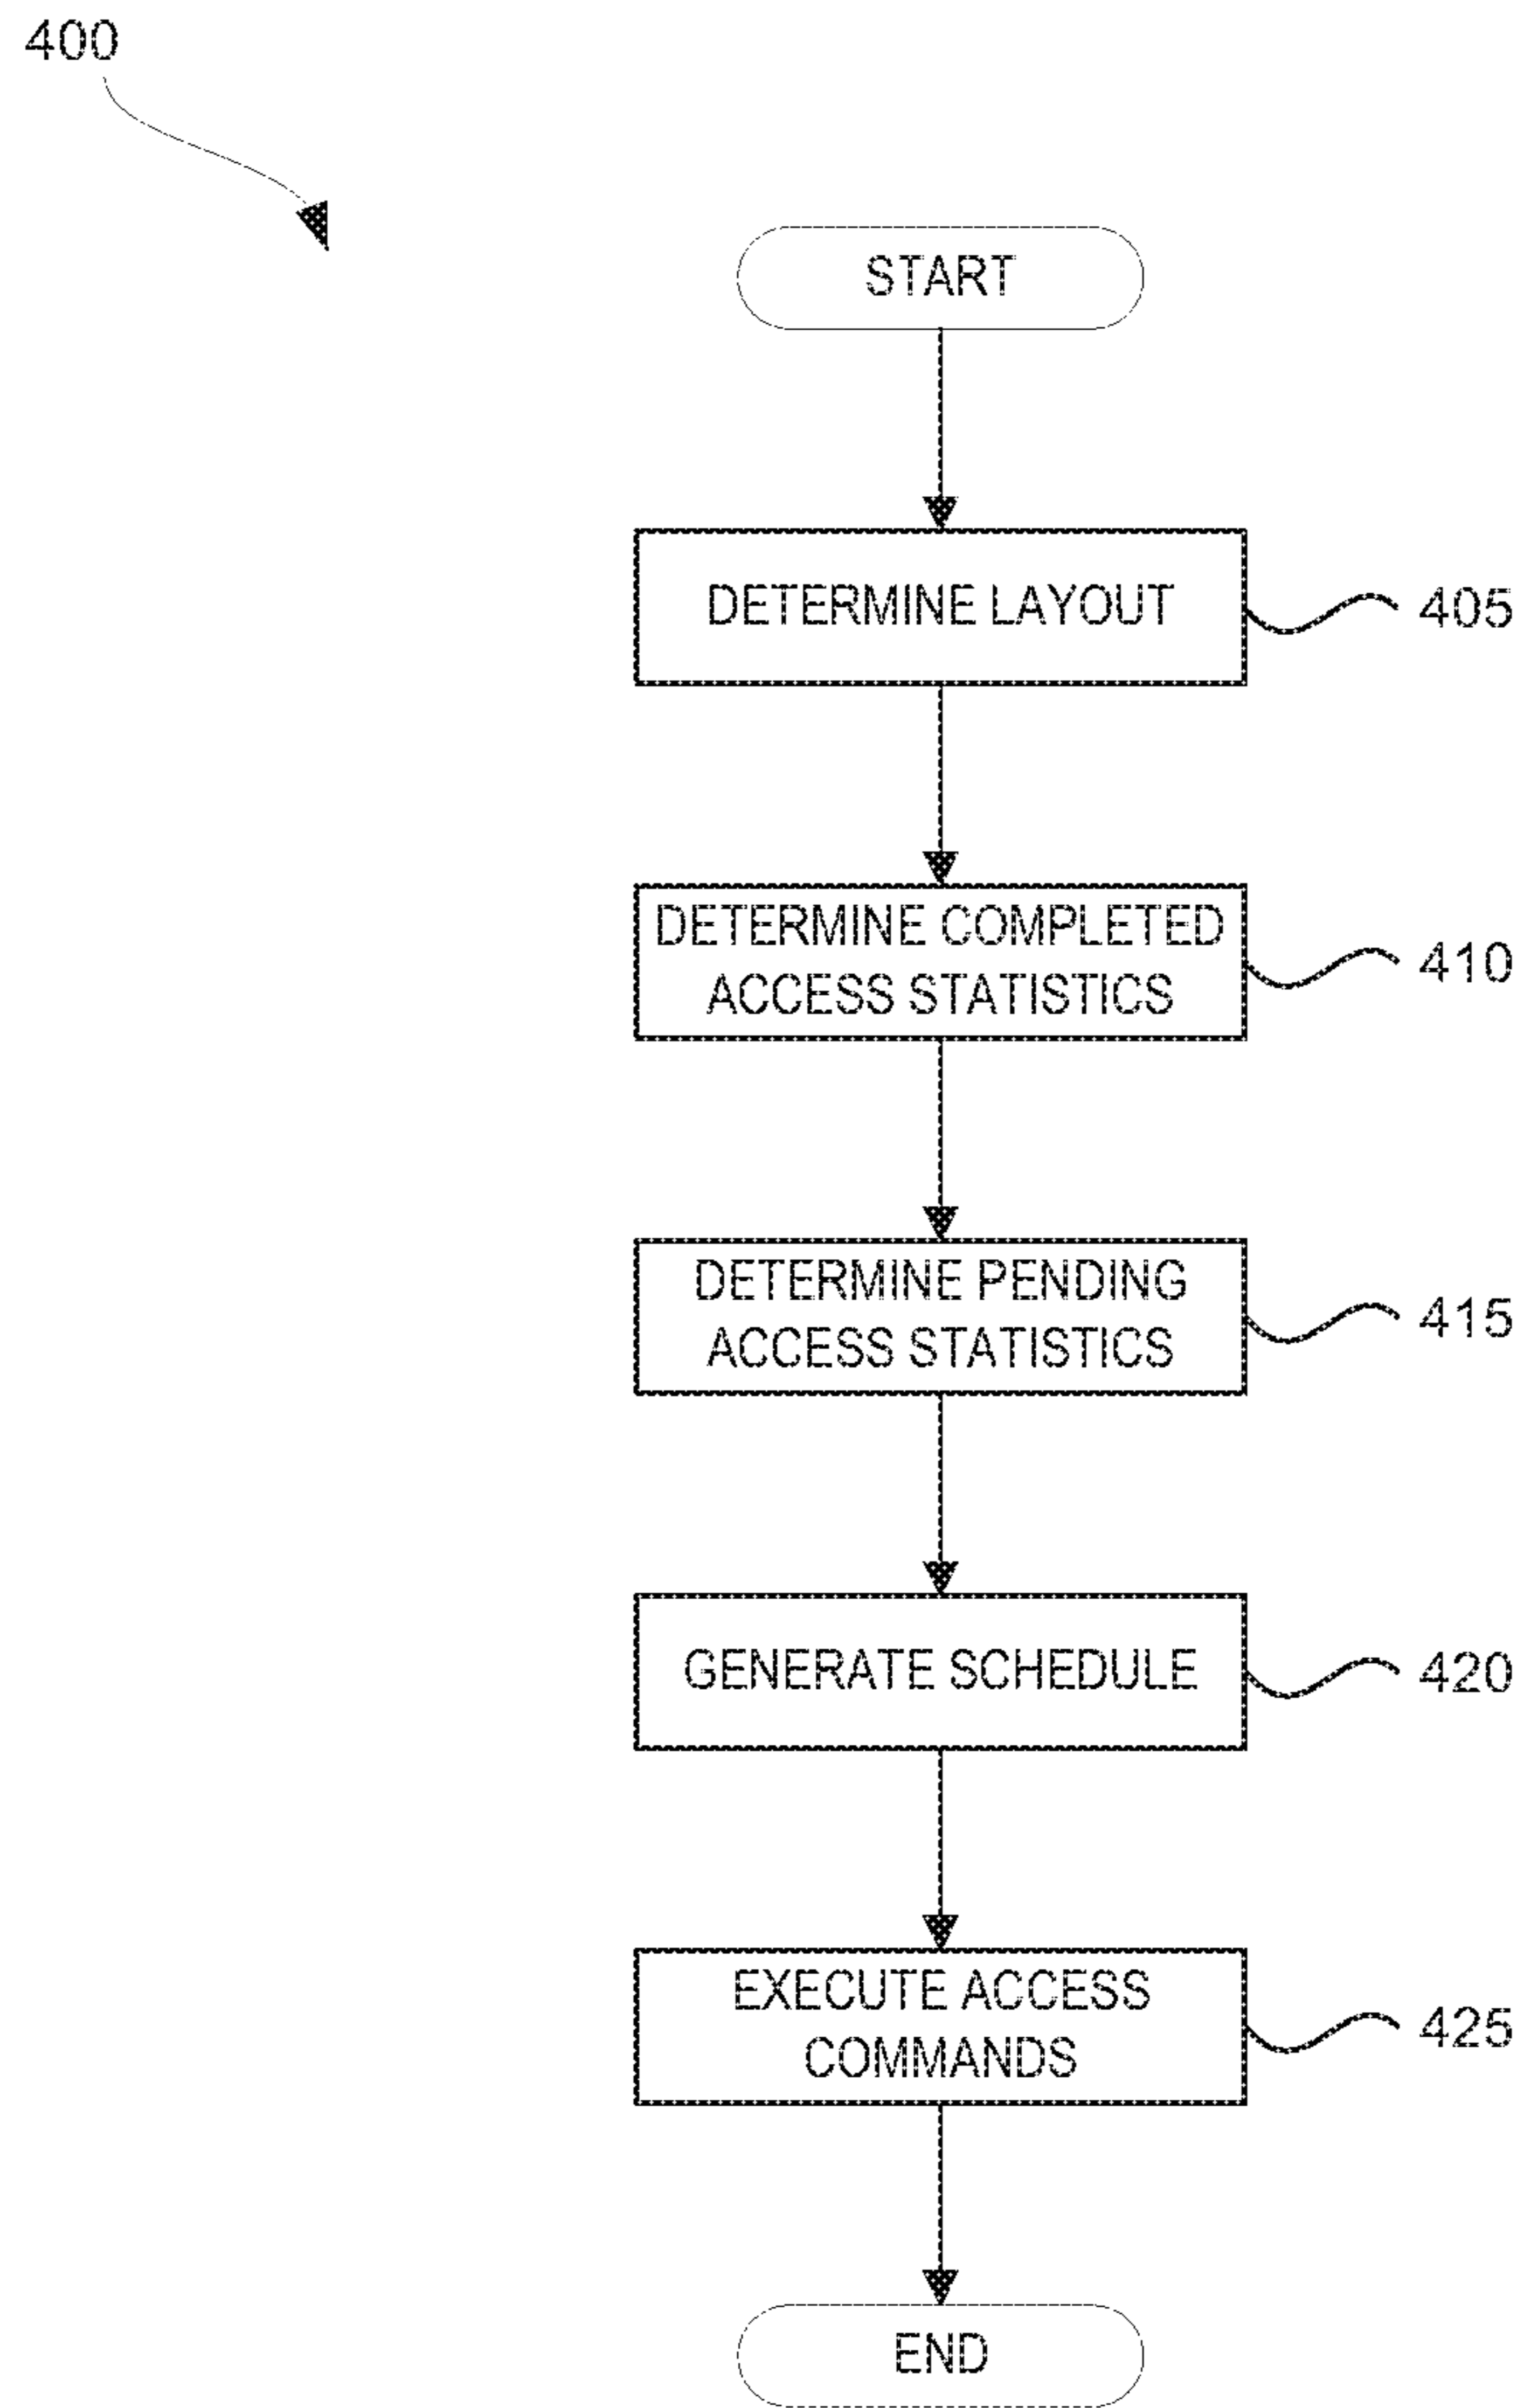 400
START
DETERMINE LAYOUT
405
DETERMINE COMPLETED
ACCESS STATISTICS
410
DETERMINE PENDING
ACCESS STATISTICS
415
GENERATE SCHEDULE
420
EXECUTE ACCESS
COMMANDS
425
END